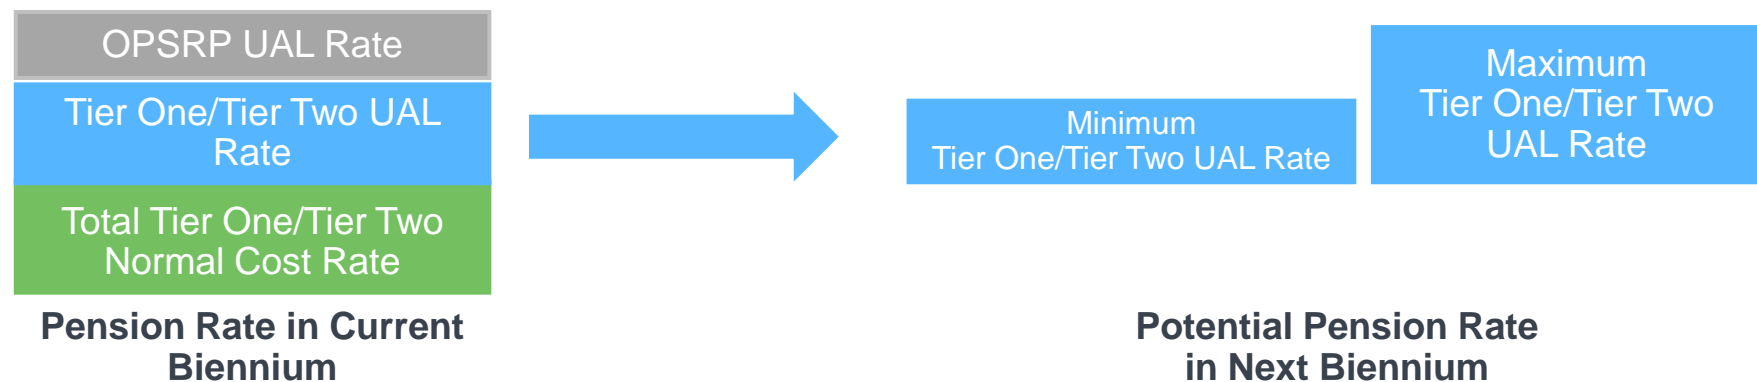 OPSRP UAL Rate
Tier One/Tier Two UAL
Rate
Total Tier One/Tier Two
Normal Cost Rate
Pension Rate in Current
Biennium
Minimum
Tier One/Tier Two UAL Rate
Maximum
Tier One/Tier Two
UAL Rate
Potential Pension Rate
in Next Biennium